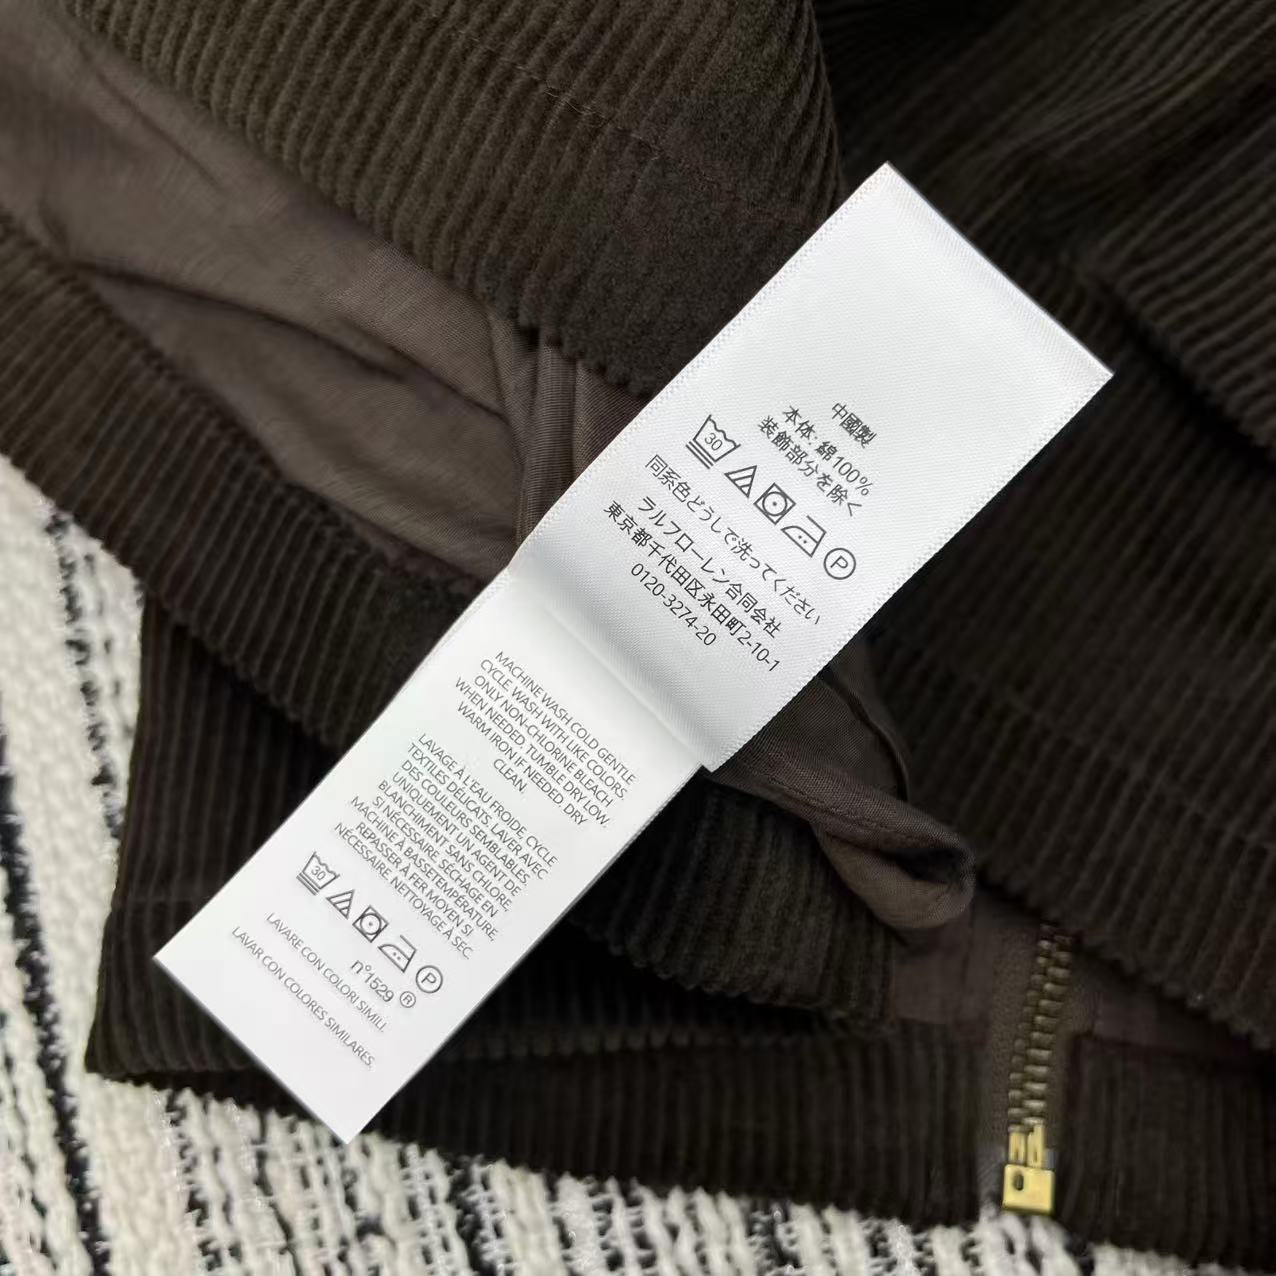 中國製
本体: 綿100%
装飾部分を除く
30 P
同系色どうしで洗ってください
ラルフローレン合同会社
東京都千代田区永田町2-10-1
0120-3274-20
MACHINE WASH COLD GENTLE
CYCLE. WASH WITH LIKE COLORS.
ONLY NON-CHLORINE BLEACH
WHEN NEEDED. TUMBLE DRY LOW.
WARM IRON IF NEEDED. DRY
CLEAN.
LAVAGE À L'EAU FROIDE, CYCLE
TEXTILES DÉLICATS. LAVER AVEC
DES COULEURS SEMBLABLES.
UNIQUEMENT UN AGENT DE
BLANCHIMENT SANS CHLORE,
SI NÉCESSAIRE. SÉCHAGE EN
MACHINE À BASSETEMPÉRATURE.
REPASSER À FER MOYEN SI
NÉCESSAIRE. NETTOYAGE À SEC.
30 P
n°1529 ®
LAVARE CON COLORI SIMILI.
LAVAR CON COLORES SIMILARES.